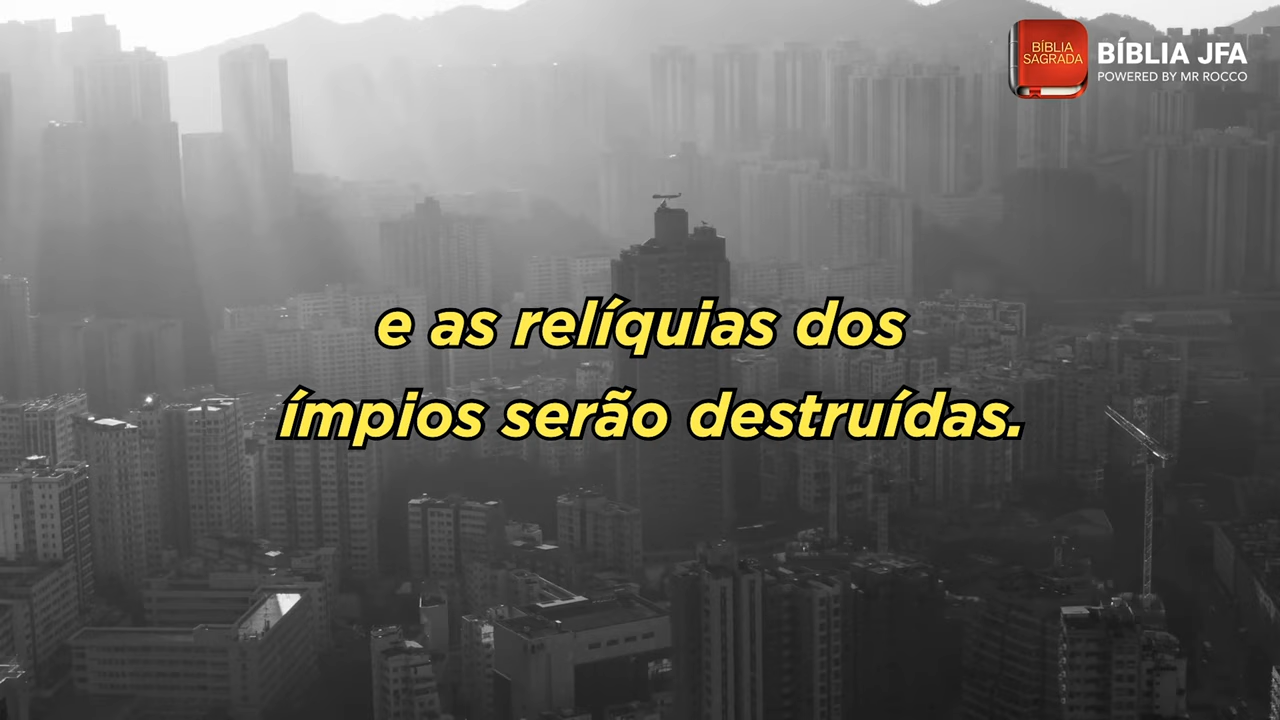 BÍBLIA
SAGRADA
BÍBLIA JFA
POWERED BY MR ROCCO
e as relíquias dos
ímpios serão destruídas.